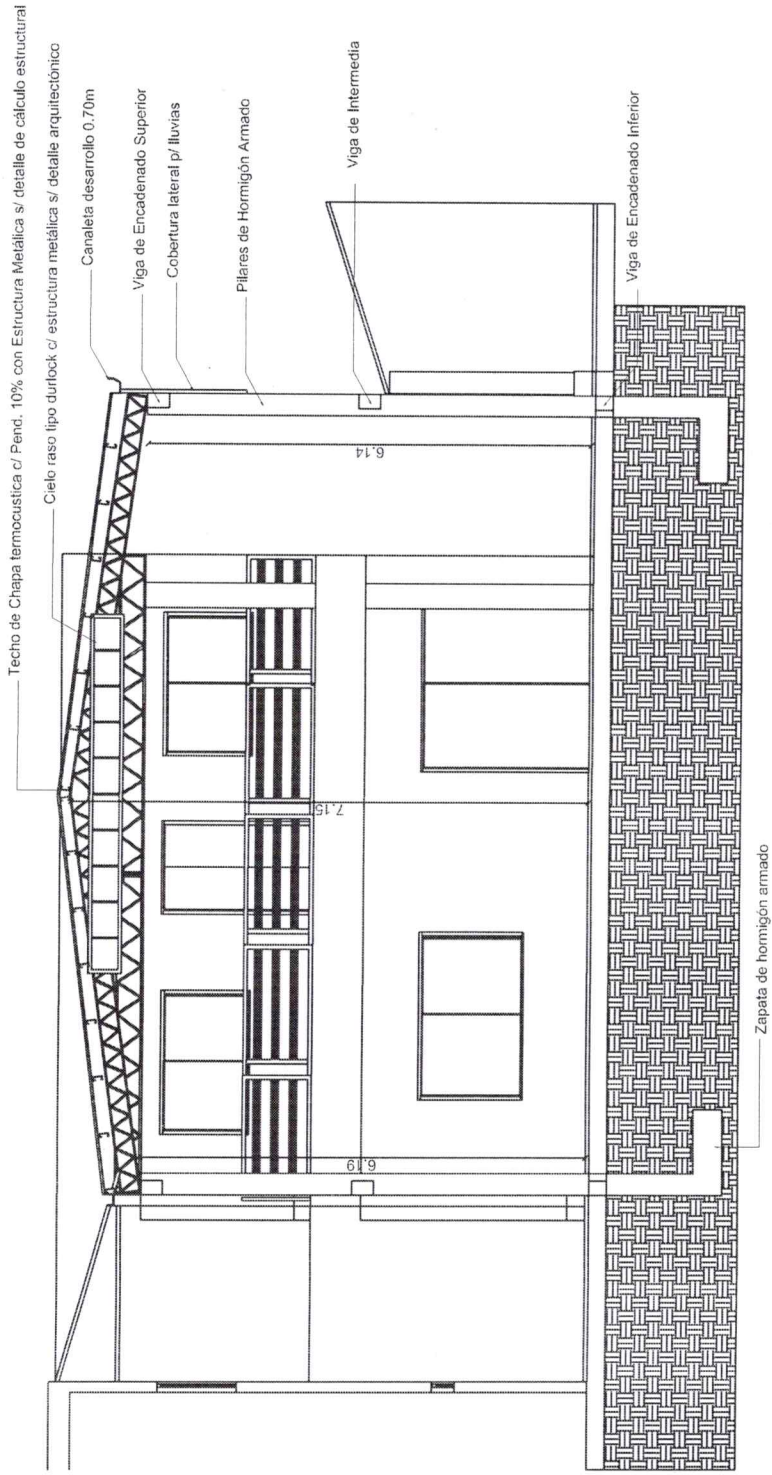 Techo de Chapa termocustica c/ Pend. 10% con Estructura Metálica s/ detalle de cálculo estructural
Cielo raso tipo durlock c/ estructura metálica s/ detalle arquitectónico
Canaleta desarrollo 0.70m
Viga de Encadenado Superior
Cobertura lateral p/ lluvias
Pilares de Hormigón Armado
Viga de Intermedia
Viga de Encadenado Inferior
6.14
7.15
6.19
Zapata de hormigón armado